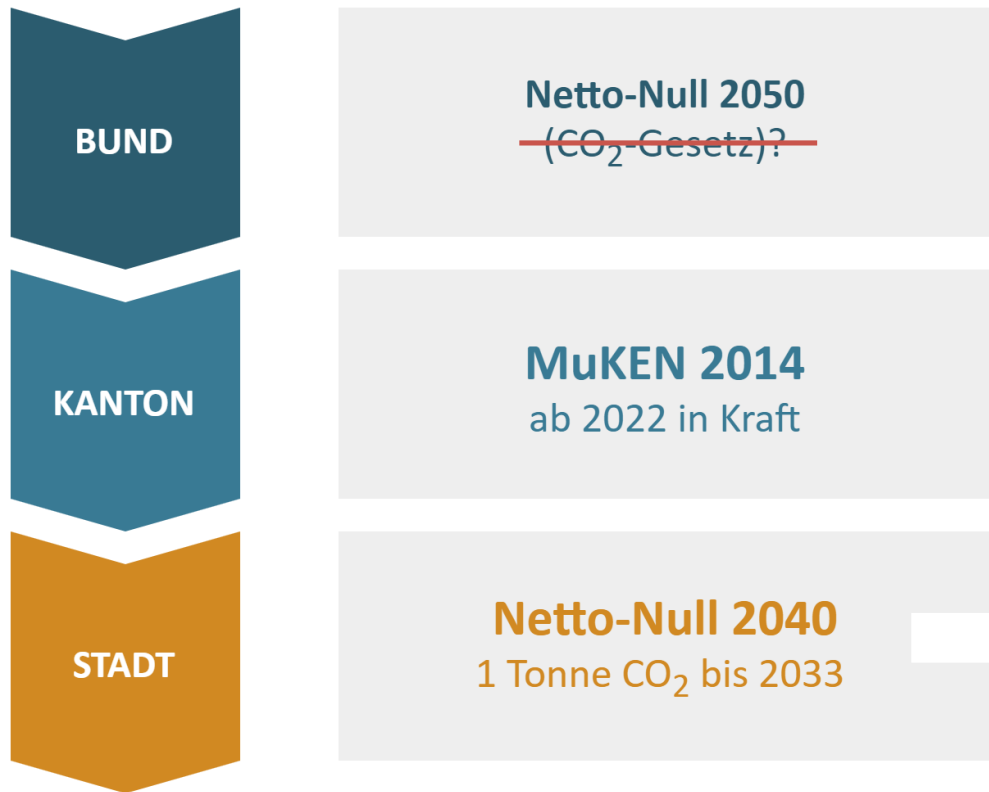 BUND
Netto-Null 2050
(CO₂-Gesetz)?
KANTON
MuKEN 2014
ab 2022 in Kraft
STADT
Netto-Null 2040
1 Tonne CO₂ bis 2033